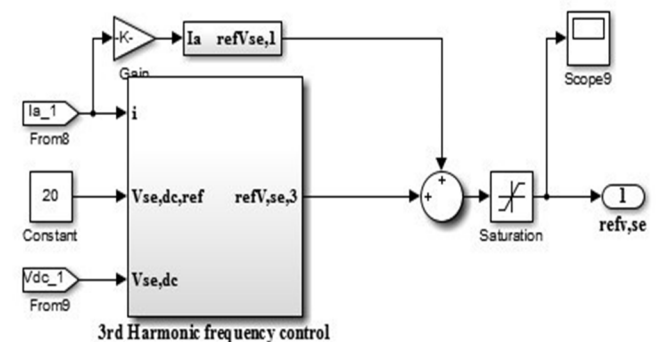 -K-
Ia refVse,1
Gain
Scope9
Ia_1
i
From8
20
Vse,dc,ref refV,se,3
+
+
1
Constant
Saturation
refv,se
Vdc_1
Vse,dc
From9
3rd Harmonic frequency control